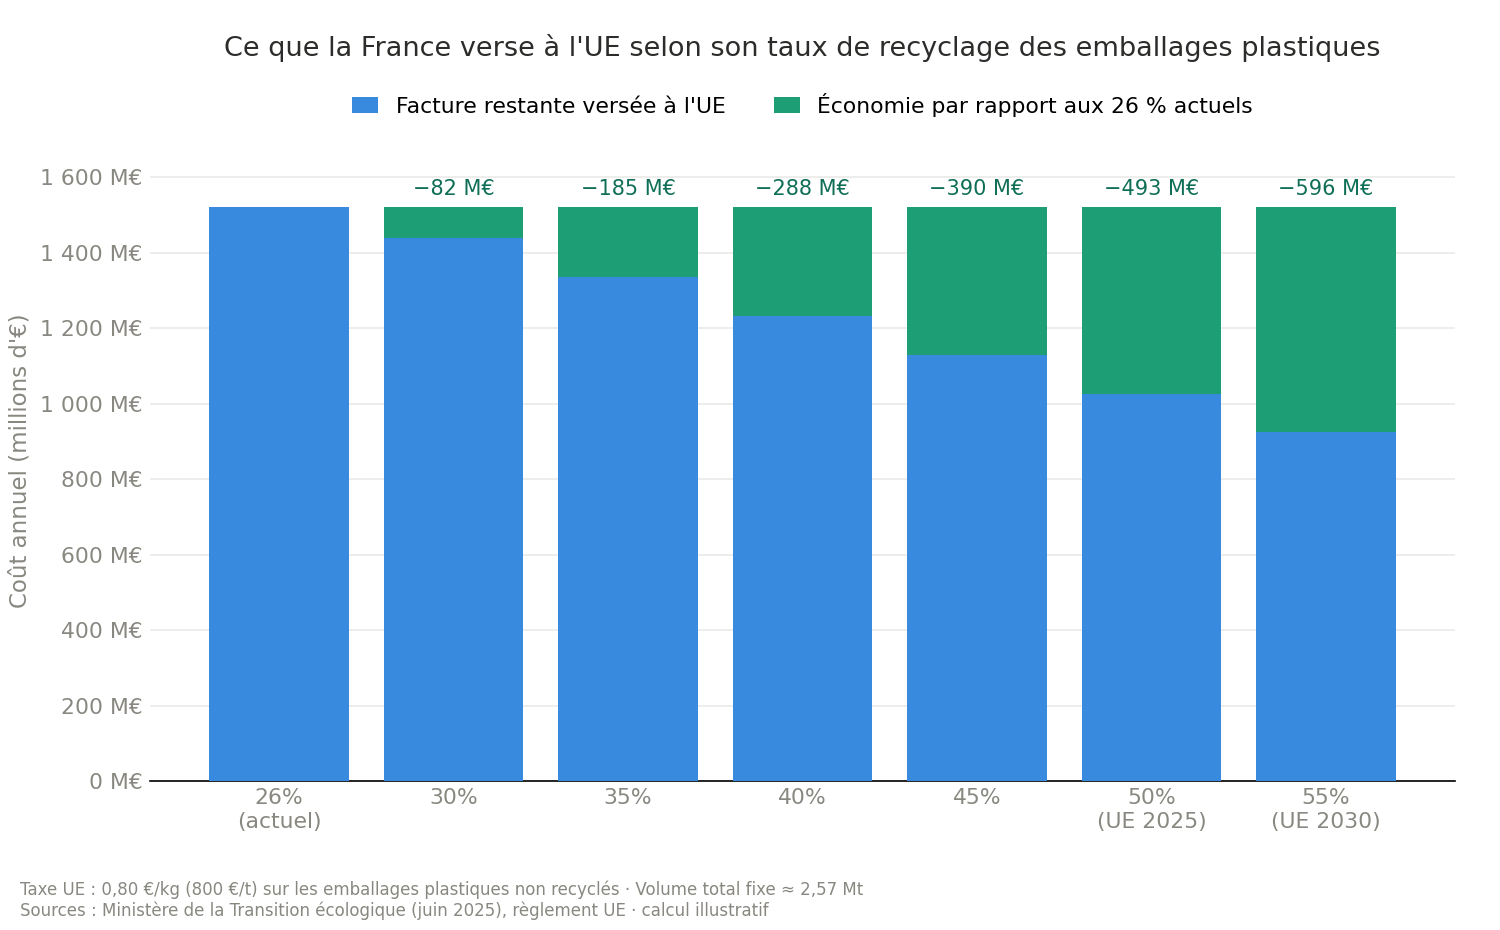 Ce que la France verse à l'UE selon son taux de recyclage des emballages plastiques
Facture restante versée à l'UE
Économie par rapport aux 26 % actuels
Coût annuel (millions d'€)
1 600 M€
1 400 M€
1 200 M€
1 000 M€
800 M€
600 M€
400 M€
200 M€
0 M€
−82 M€
−185 M€
−288 M€
−390 M€
−493 M€
−596 M€
26%
(actuel)
30%
35%
40%
45%
50%
(UE 2025)
55%
(UE 2030)
Taxe UE : 0,80 €/kg (800 €/t) sur les emballages plastiques non recyclés · Volume total fixe ≈ 2,57 Mt
Sources : Ministère de la Transition écologique (juin 2025), règlement UE · calcul illustratif